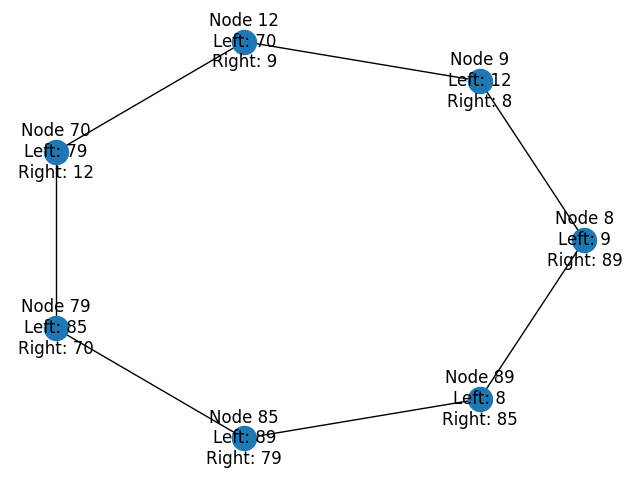 Node 12
Left: 70
Right: 9
Node 9
Left: 12
Right: 8
Node 70
Left: 79
Right: 12
Node 8
Left: 9
Right: 89
Node 79
Left: 85
Right: 70
Node 89
Left: 8
Right: 85
Node 85
Left: 89
Right: 79